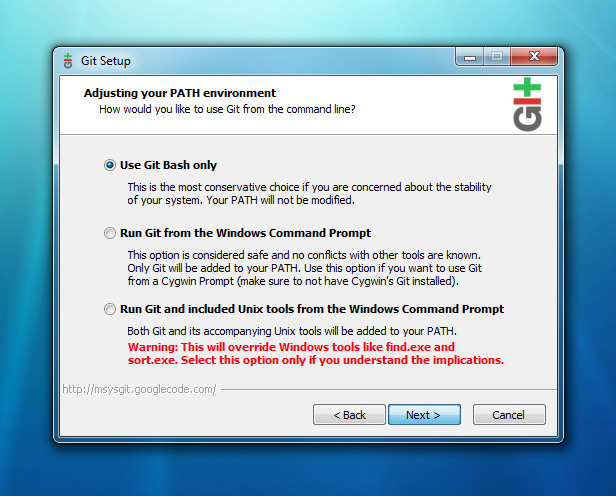 Git Setup
Adjusting your PATH environment
How would you like to use Git from the command line?
Use Git Bash only
This is the most conservative choice if you are concerned about the stability
of your system. Your PATH will not be modified.
Run Git from the Windows Command Prompt
This option is considered safe and no conflicts with other tools are known.
Only Git will be added to your PATH. Use this option if you want to use Git
from a Cygwin Prompt (make sure to not have Cygwin's Git installed).
Run Git and included Unix tools from the Windows Command Prompt
Both Git and its accompanying Unix tools will be added to your PATH.
Warning: This will override Windows tools like find.exe and
sort.exe. Select this option only if you understand the implications.
http://msysgit.googlecode.com/
< Back Next > Cancel